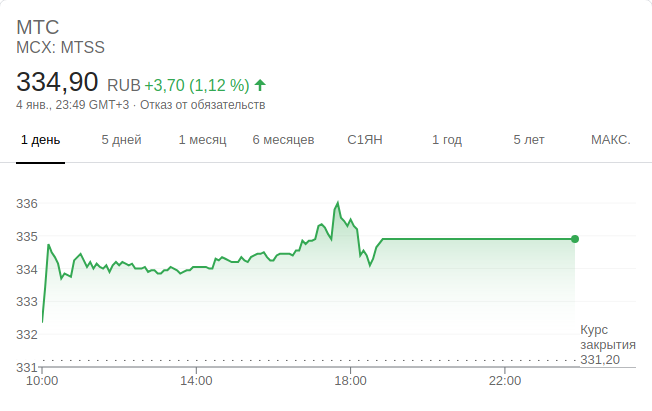 МТС
MCX: MTSS
334,90 RUB +3,70 (1,12 %)
4 янв., 23:49 GMT+3 · Отказ от обязательств
1 день 5 дней 1 месяц 6 месяцев С1ЯН 1 год 5 лет МАКС.
336
335
334
333
332
331
Курс
закрытия
331,20
10:00 14:00 18:00 22:00